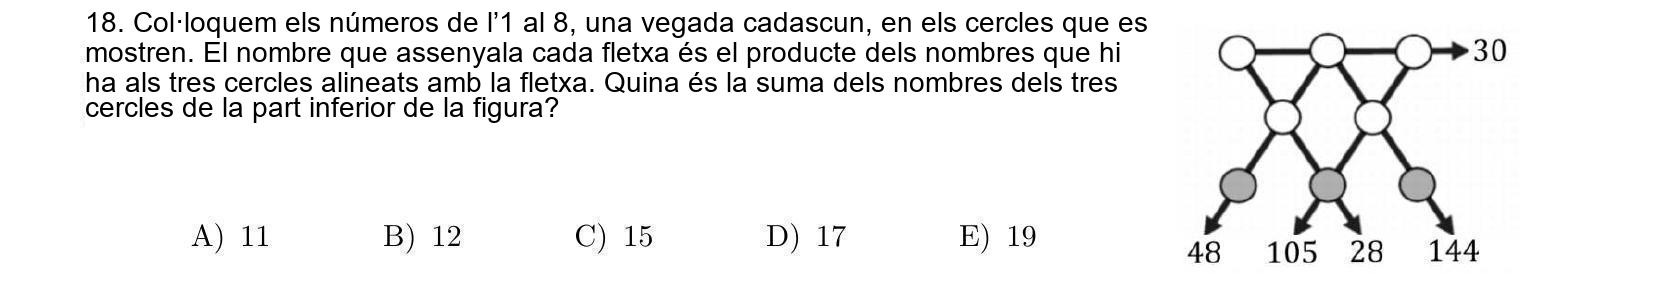 18. Col·loquem els números de l’1 al 8, una vegada cadascun, en els cercles que es
mostren. El nombre que assenyala cada fletxa és el producte dels nombres que hi
ha als tres cercles alineats amb la fletxa. Quina és la suma dels nombres dels tres
cercles de la part inferior de la figura?
30
A) 11 B) 12 C) 15 D) 17 E) 19
48 105 28 144